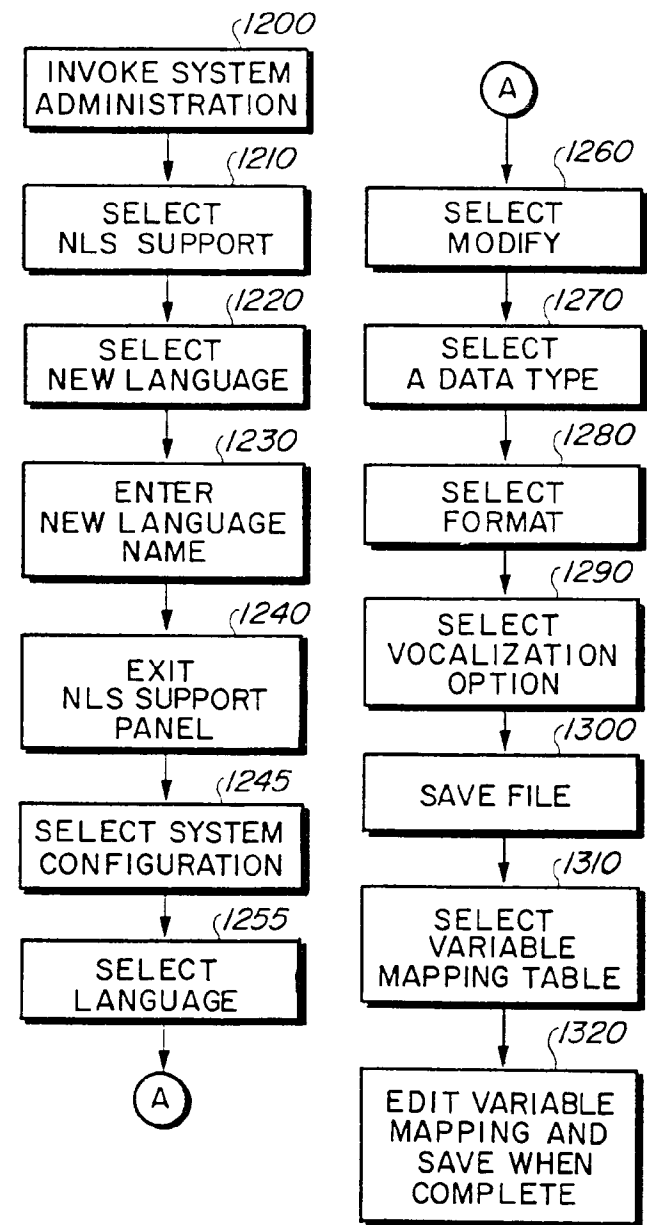 1200
INVOKE SYSTEM
ADMINISTRATION
1210
SELECT
NLS SUPPORT
1220
SELECT
NEW LANGUAGE
1230
ENTER
NEW LANGUAGE
NAME
1240
EXIT
NLS SUPPORT
PANEL
1245
SELECT SYSTEM
CONFIGURATION
1255
SELECT
LANGUAGE
A
A
1260
SELECT
MODIFY
1270
SELECT
A DATA TYPE
1280
SELECT
FORMAT
1290
SELECT
VOCALIZATION
OPTION
1300
SAVE FILE
1310
SELECT
VARIABLE
MAPPING TABLE
1320
EDIT VARIABLE
MAPPING AND
SAVE WHEN
COMPLETE